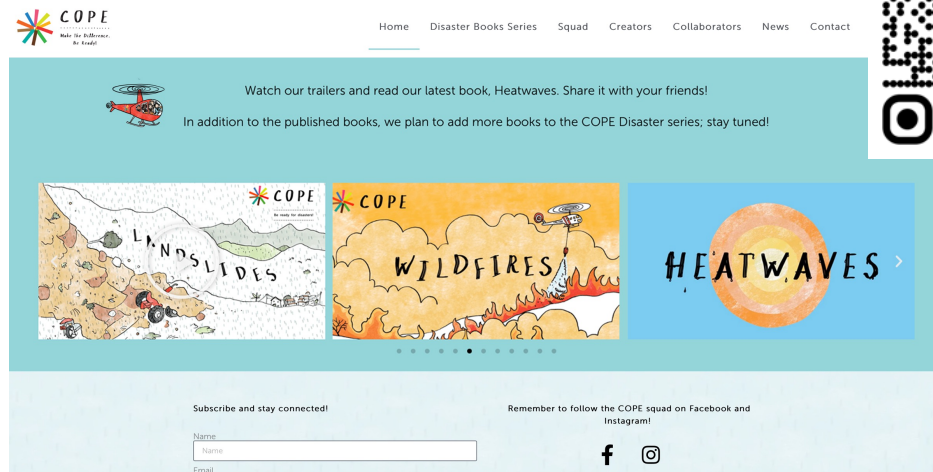 COPE
Make the Difference.
Be Ready!
Home Disaster Books Series Squad Creators Collaborators News Contact
Watch our trailers and read our latest book, Heatwaves. Share it with your friends!
In addition to the published books, we plan to add more books to the COPE Disaster series; stay tuned!
COPE
Be ready for disasters!
LANDSLIDES
COPE
WILDFIRES
HEATWAVES
Subscribe and stay connected!
Name
Name
Email
Remember to follow the COPE squad on Facebook and
Instagram!